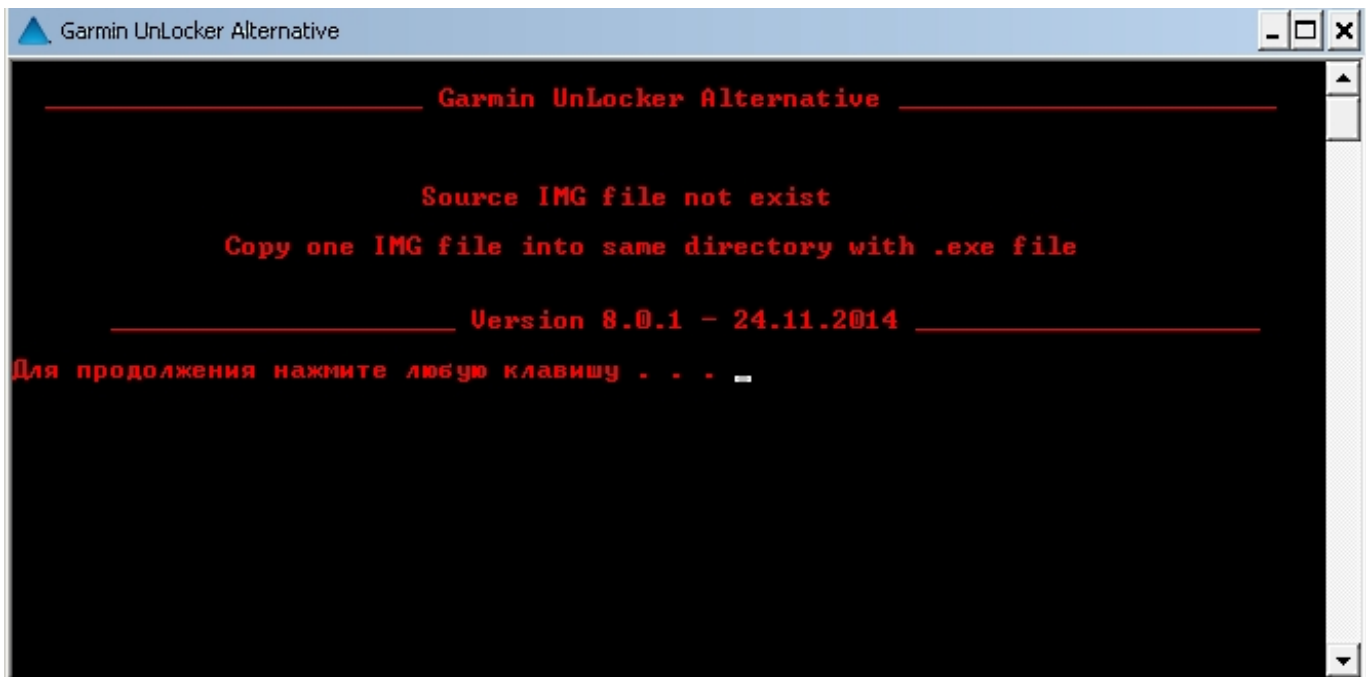 Garmin UnLocker Alternative
Garmin UnLocker Alternative
Source IMG file not exist
Copy one IMG file into same directory with .exe file
Version 8.0.1 - 24.11.2014
Для продолжения нажмите любую клавишу . . .